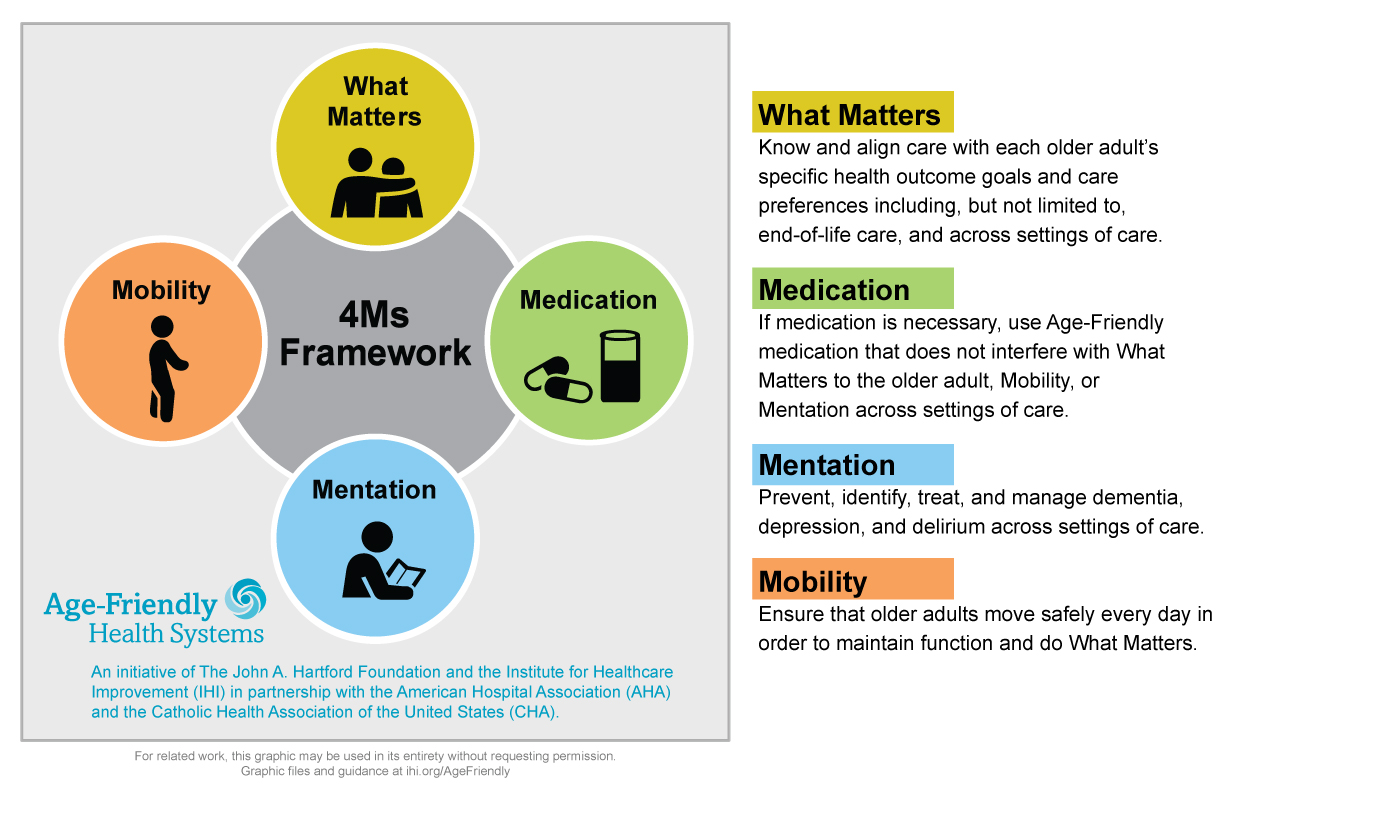 What
Matters
Mobility
Medication
4Ms
Framework
Mentation
Age-Friendly
Health Systems
An initiative of The John A. Hartford Foundation and the Institute for Healthcare
Improvement (IHI) in partnership with the American Hospital Association (AHA)
and the Catholic Health Association of the United States (CHA).
For related work, this graphic may be used in its entirety without requesting permission.
Graphic files and guidance at ihi.org/AgeFriendly
What Matters
Know and align care with each older adult’s
specific health outcome goals and care
preferences including, but not limited to,
end-of-life care, and across settings of care.
Medication
If medication is necessary, use Age-Friendly
medication that does not interfere with What
Matters to the older adult, Mobility, or
Mentation across settings of care.
Mentation
Prevent, identify, treat, and manage dementia,
depression, and delirium across settings of care.
Mobility
Ensure that older adults move safely every day in
order to maintain function and do What Matters.